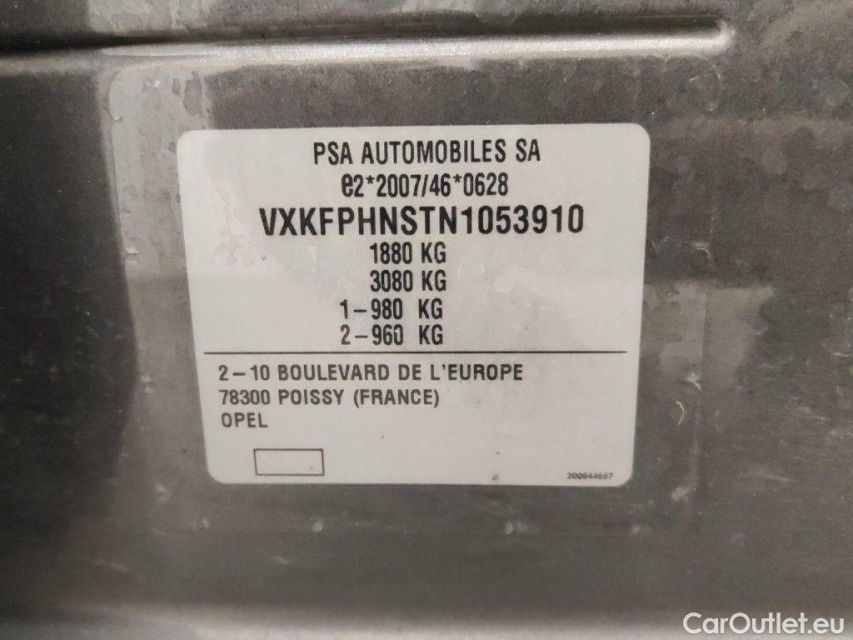 PSA AUTOMOBILES SA
e2*2007/46*0628
VXKFPHNSTN1053910
1880 KG
3080 KG
1-980 KG
2-960 KG
2-10 BOULEVARD DE L'EUROPE
78300 POISSY (FRANCE)
OPEL
200644657
CarOutlet.eu